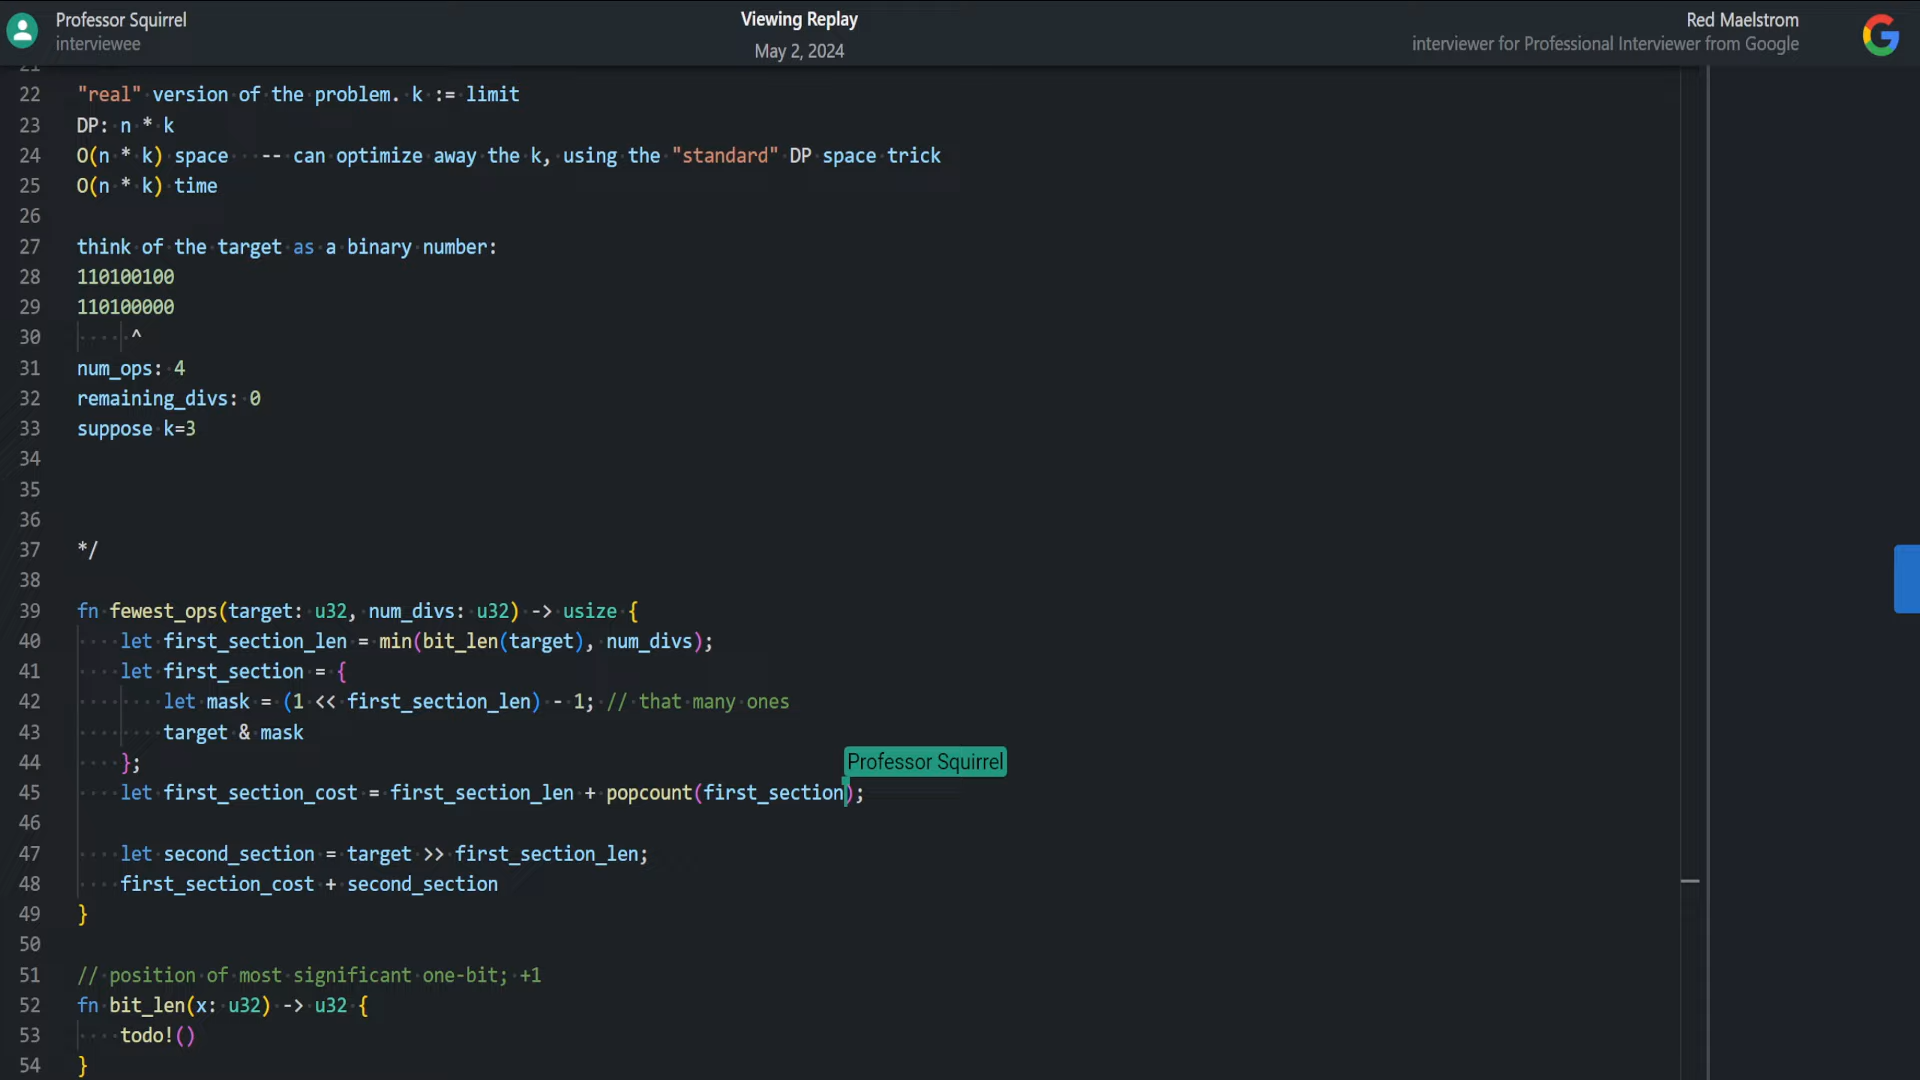 Professor Squirrel
interviewee
Viewing Replay
May 2, 2024
Red Maelstrom
interviewer for Professional Interviewer from Google
21
22 "real" version of the problem. k := limit
23 DP: n * k
24 O(n * k) space -- can optimize away the k, using the "standard" DP space trick
25 O(n * k) time
26
27 think of the target as a binary number:
28 110100100
29 110100000
30 ^
31 num_ops: 4
32 remaining_divs: 0
33 suppose k=3
34
35
36
37 */
38
39 fn fewest_ops(target: u32, num_divs: u32) -> usize {
40 let first_section_len = min(bit_len(target), num_divs);
41 let first_section = {
42 let mask = (1 << first_section_len) - 1; // that many ones
43 target & mask
44 };
Professor Squirrel
45 let first_section_cost = first_section_len + popcount(first_section);
46
47 let second_section = target >> first_section_len;
48 first_section_cost + second_section
49 }
50
51 // position of most significant one-bit; +1
52 fn bit_len(x: u32) -> u32 {
53 todo!()
54 }